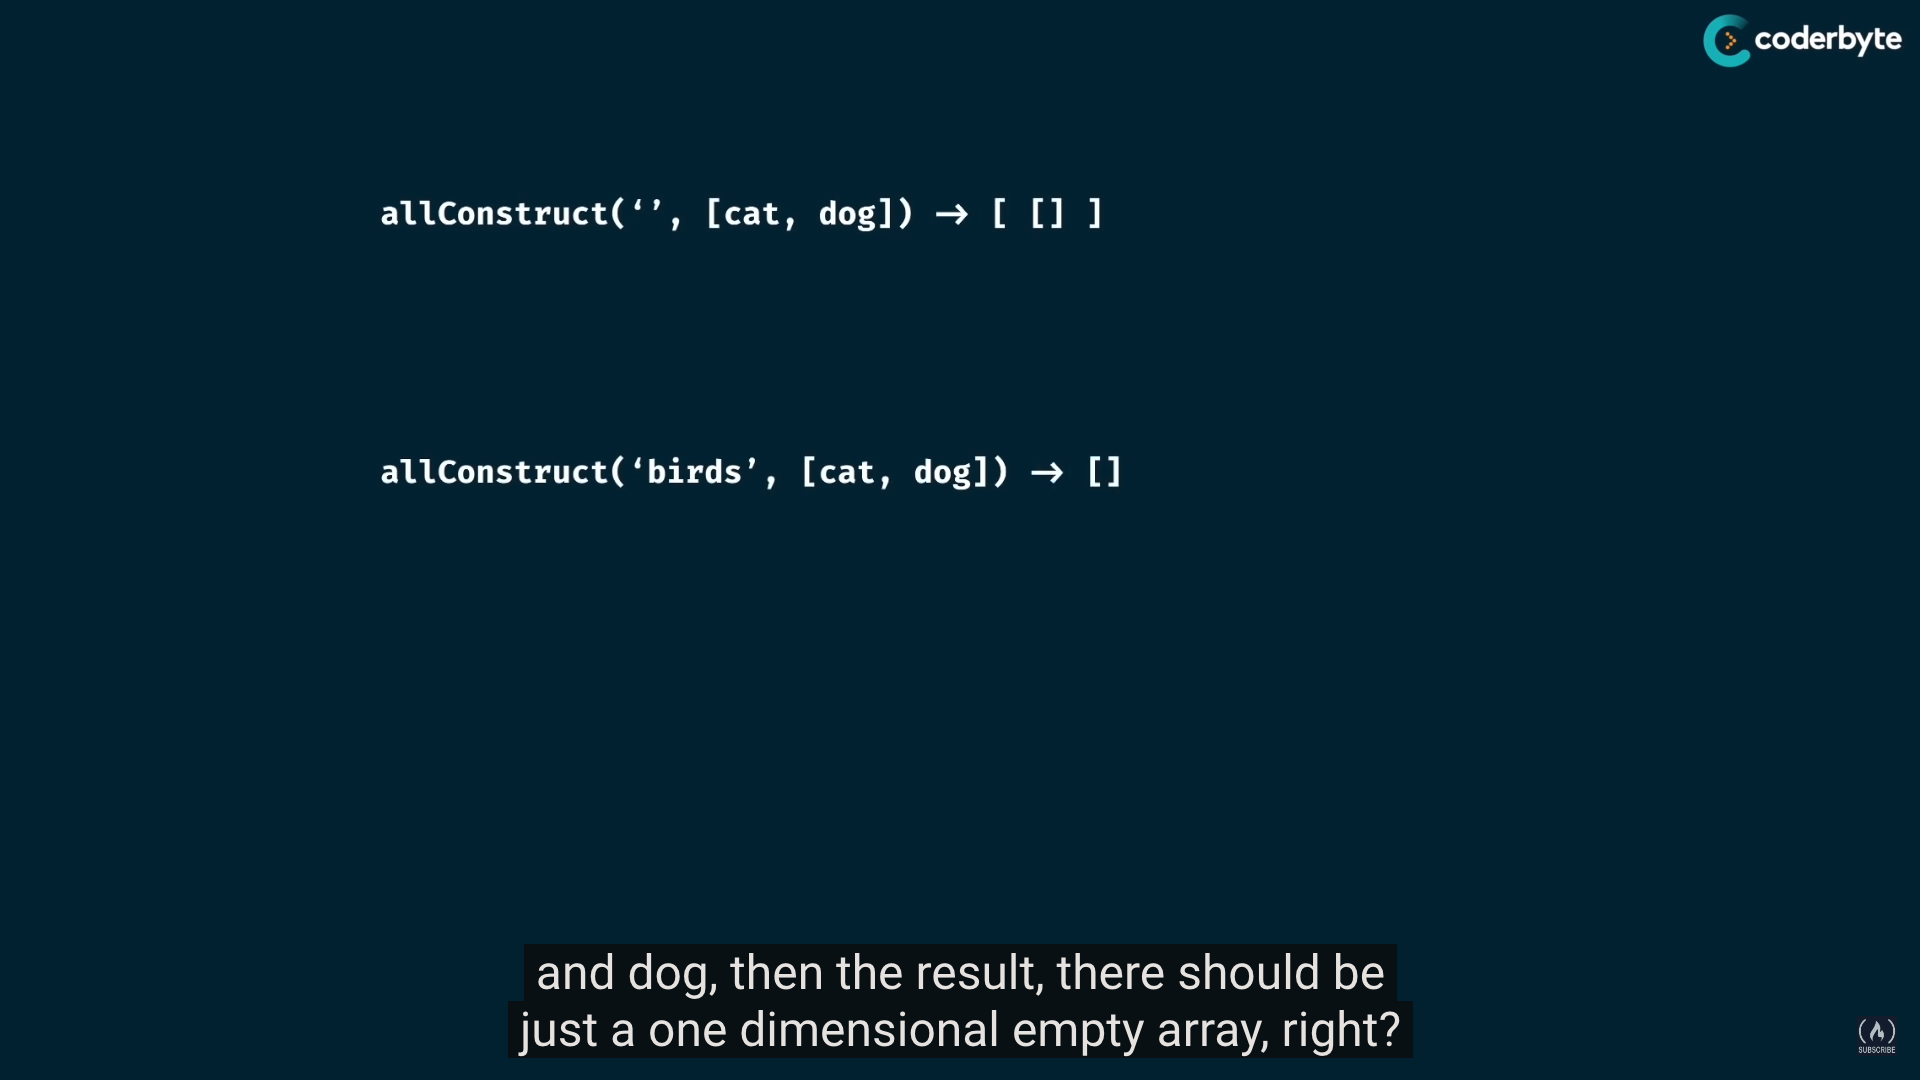 coderbyte
allConstruct(‘’, [cat, dog]) → [ [] ]
allConstruct(‘birds’, [cat, dog]) → []
and dog, then the result, there should be
just a one dimensional empty array, right?
SUBSCRIBE